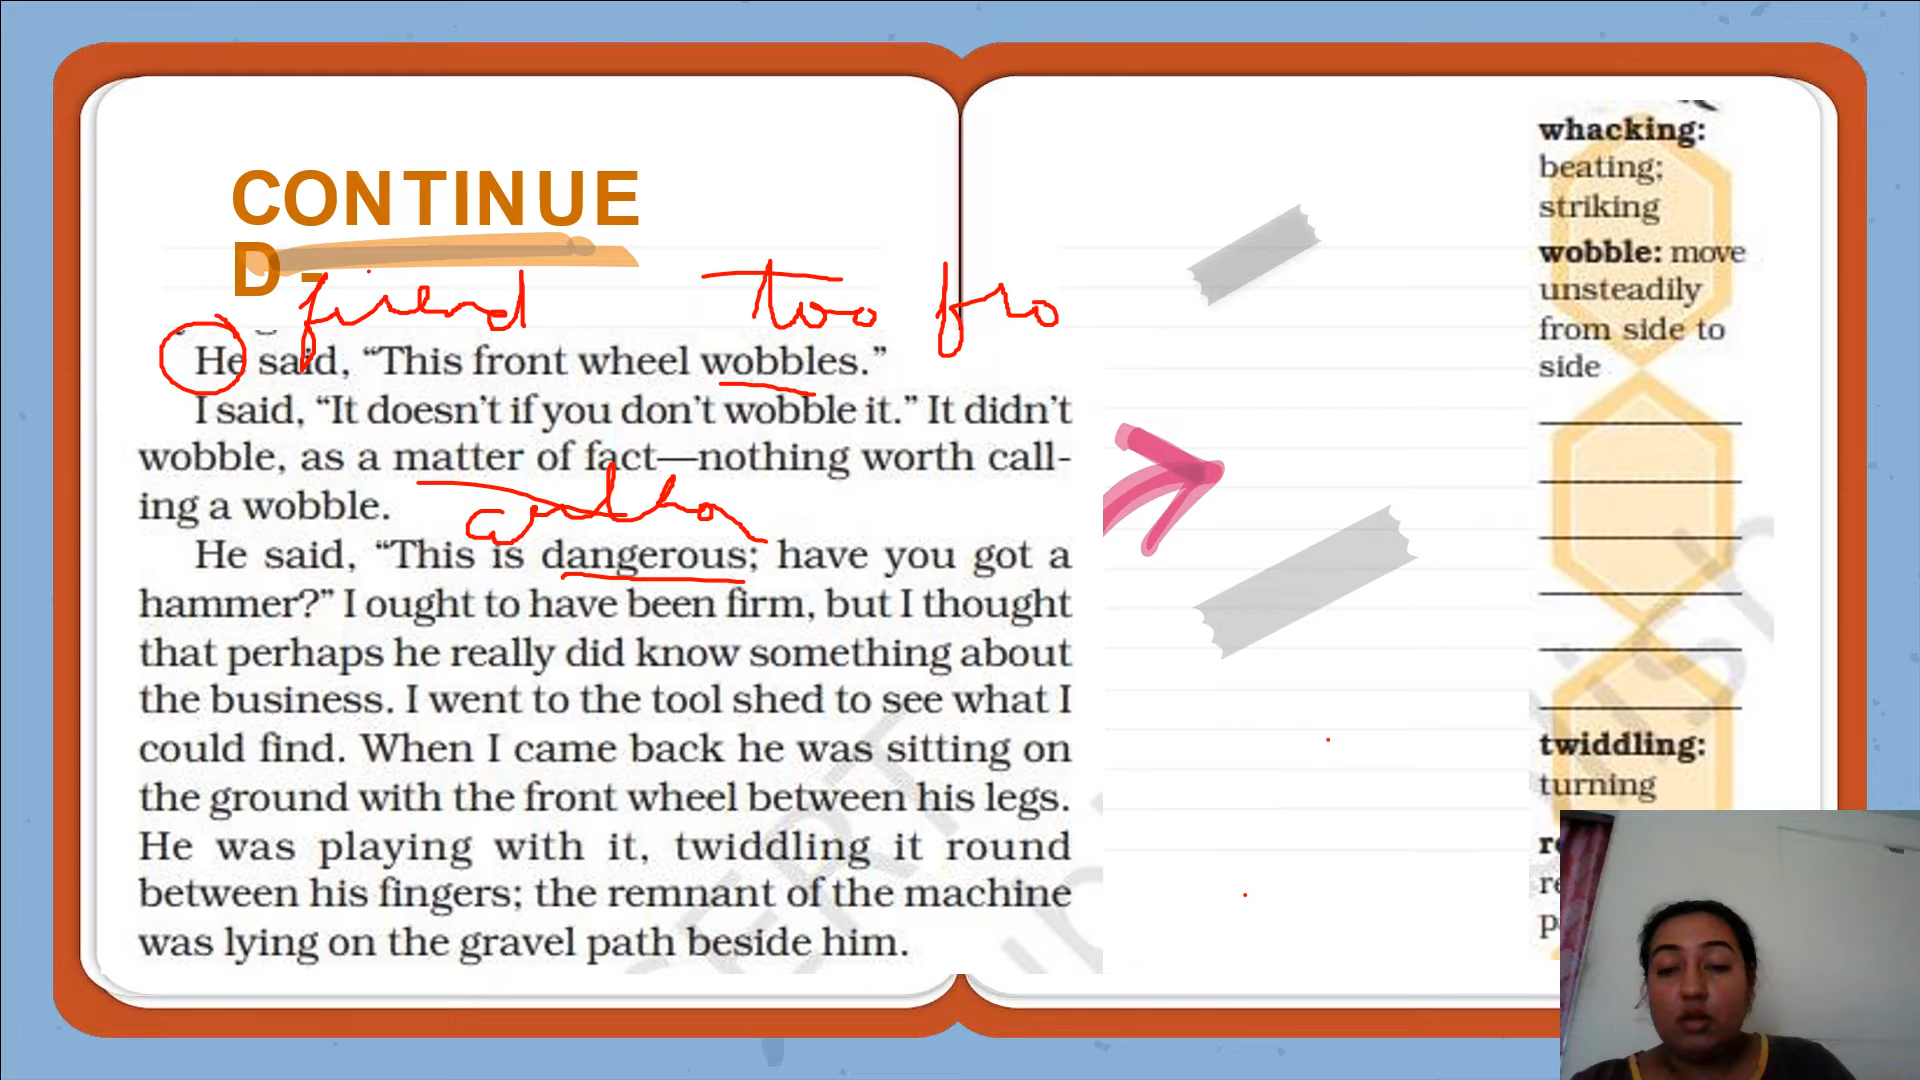 CONTINUE
D -
friend
too fro
He said, “This front wheel wobbles.”
I said, “It doesn’t if you don’t wobble it.” It didn’t
wobble, as a matter of fact—nothing worth call-
ing a wobble.
He said, “This is dangerous; have you got a
hammer?” I ought to have been firm, but I thought
that perhaps he really did know something about
the business. I went to the tool shed to see what I
could find. When I came back he was sitting on
the ground with the front wheel between his legs.
He was playing with it, twiddling it round
between his fingers; the remnant of the machine
was lying on the gravel path beside him.
whacking:
beating;
striking
wobble: move
unsteadily
from side to
side
twiddling:
turning